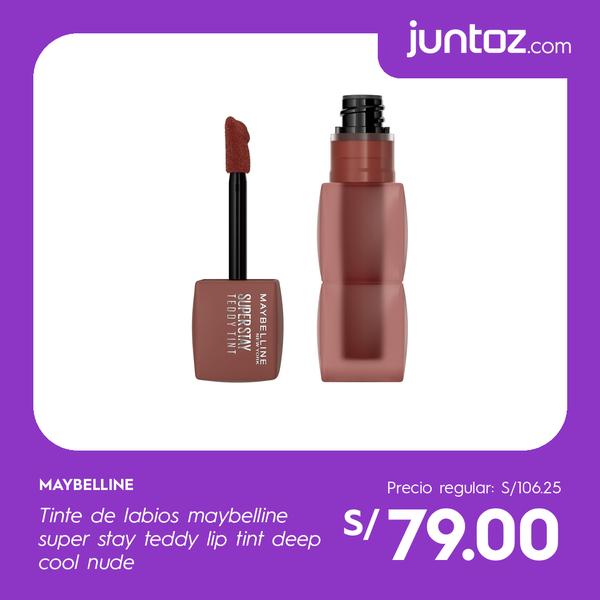 juntoz.com
MAYBELLINE
NEW YORK
SUPERSTAY
TEDDY TINT
MAYBELLINE
Tinte de labios maybelline
super stay teddy lip tint deep
cool nude
Precio regular: S/106.25
S/79.00